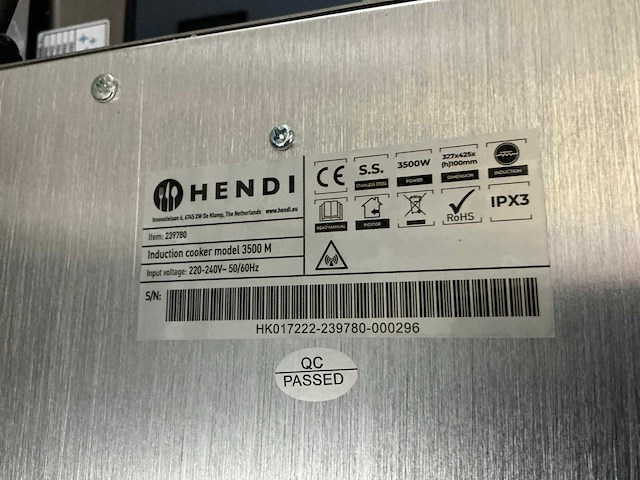 HENDI
Innovatielaan 6, 6745 XW De Klomp, The Netherlands www.hendi.eu
Item: 239780
Induction cooker model 3500 M
Input voltage: 220-240V~ 50/60Hz
CE
S.S.
STAINLESS STEEL
3500W
POWER
327x425x
(h)100mm
DIMENSION
INDUCTION
READ MANUAL
INDOOR
RoHS
IPX3
S/N:
HK017222-239780-000296
QC
PASSED